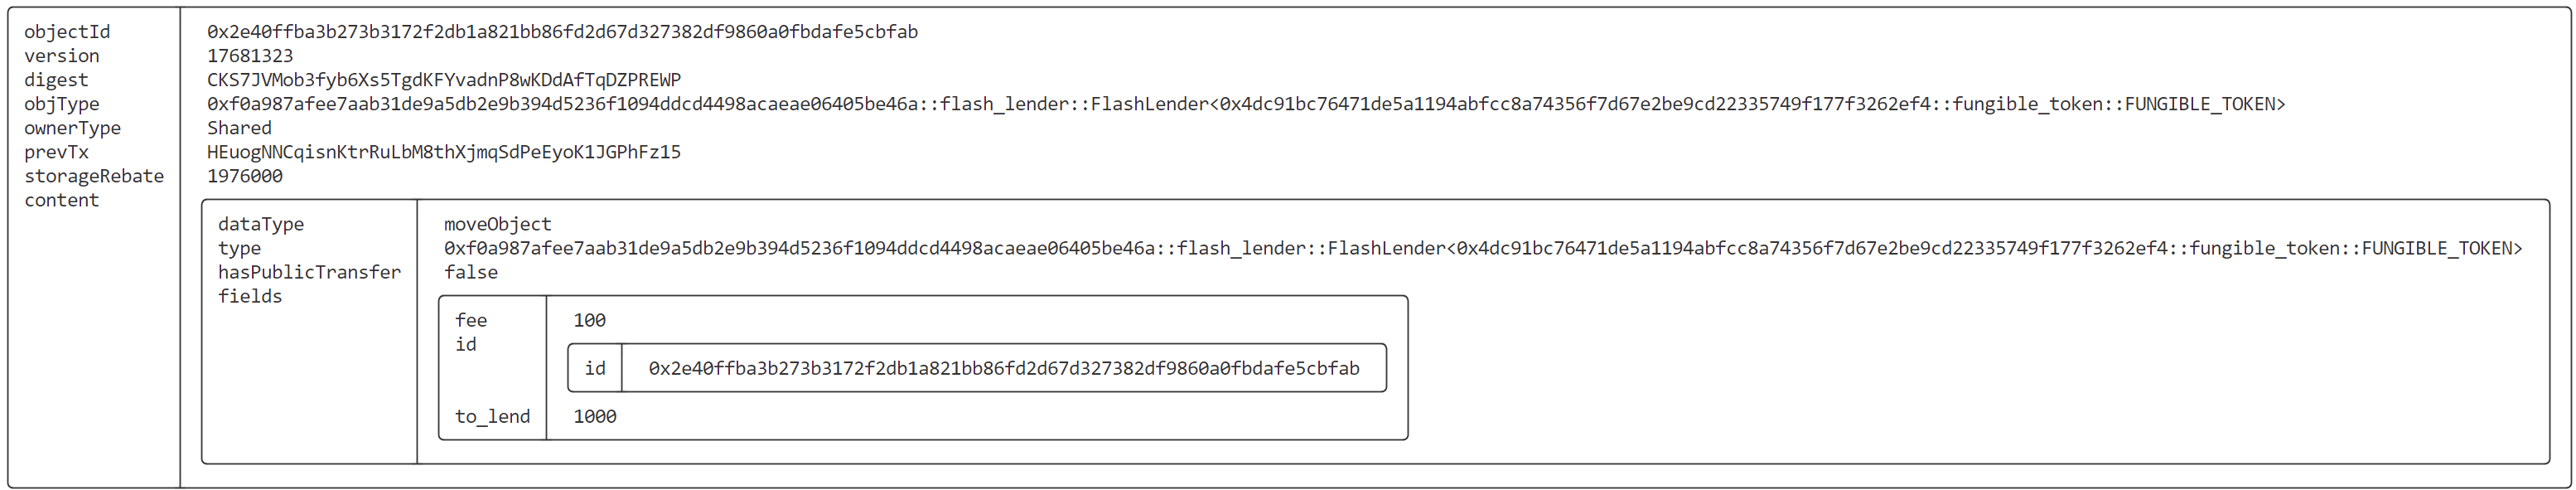 objectId 0x2e40ffba3b273b3172f2db1a821bb86fd2d67d327382df9860a0fbdafe5cbfab
version 17681323
digest CKS7JVMob3fyb6Xs5TgdKFYvadnP8wKDdAfTqDZPREWP
objType 0xf0a987afee7aab31de9a5db2e9b394d5236f1094ddcd4498acaeae06405be46a::flash_lender::FlashLender<0x4dc91bc76471de5a1194abfcc8a74356f7d67e2be9cd22335749f177f3262ef4::fungible_token::FUNGIBLE_TOKEN>
ownerType Shared
prevTx HEuogNNCqisnKtrRuLbM8thXjmqSdPeEyoK1JGPhFz15
storageRebate 1976000
content
dataType moveObject
type 0xf0a987afee7aab31de9a5db2e9b394d5236f1094ddcd4498acaeae06405be46a::flash_lender::FlashLender<0x4dc91bc76471de5a1194abfcc8a74356f7d67e2be9cd22335749f177f3262ef4::fungible_token::FUNGIBLE_TOKEN>
hasPublicTransfer false
fields
fee 100
id
id 0x2e40ffba3b273b3172f2db1a821bb86fd2d67d327382df9860a0fbdafe5cbfab
to_lend 1000